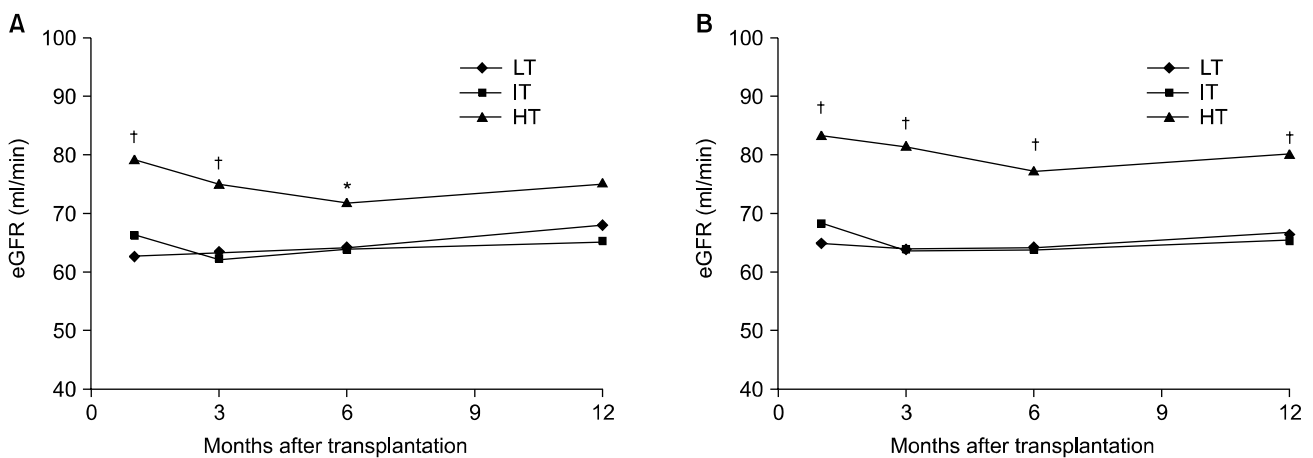 A
100
90
80
70
60
50
40
eGFR (ml/min)
0
3
6
9
12
Months after transplantation
LT
IT
HT
†
†
*
B
100
90
80
70
60
50
40
eGFR (ml/min)
0
3
6
9
12
Months after transplantation
LT
IT
HT
†
†
†
†